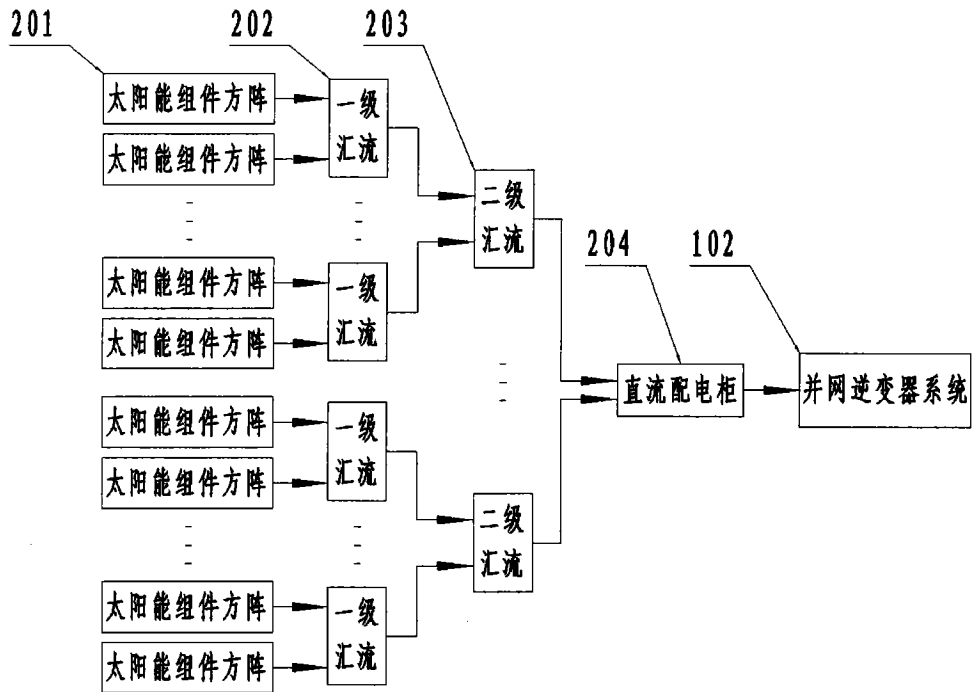 201
202
203
太阳能组件方阵
太阳能组件方阵
一级
汇流
二级
汇流
太阳能组件方阵
太阳能组件方阵
一级
汇流
204
102
直流配电柜
并网逆变器系统
太阳能组件方阵
太阳能组件方阵
一级
汇流
二级
汇流
太阳能组件方阵
太阳能组件方阵
一级
汇流